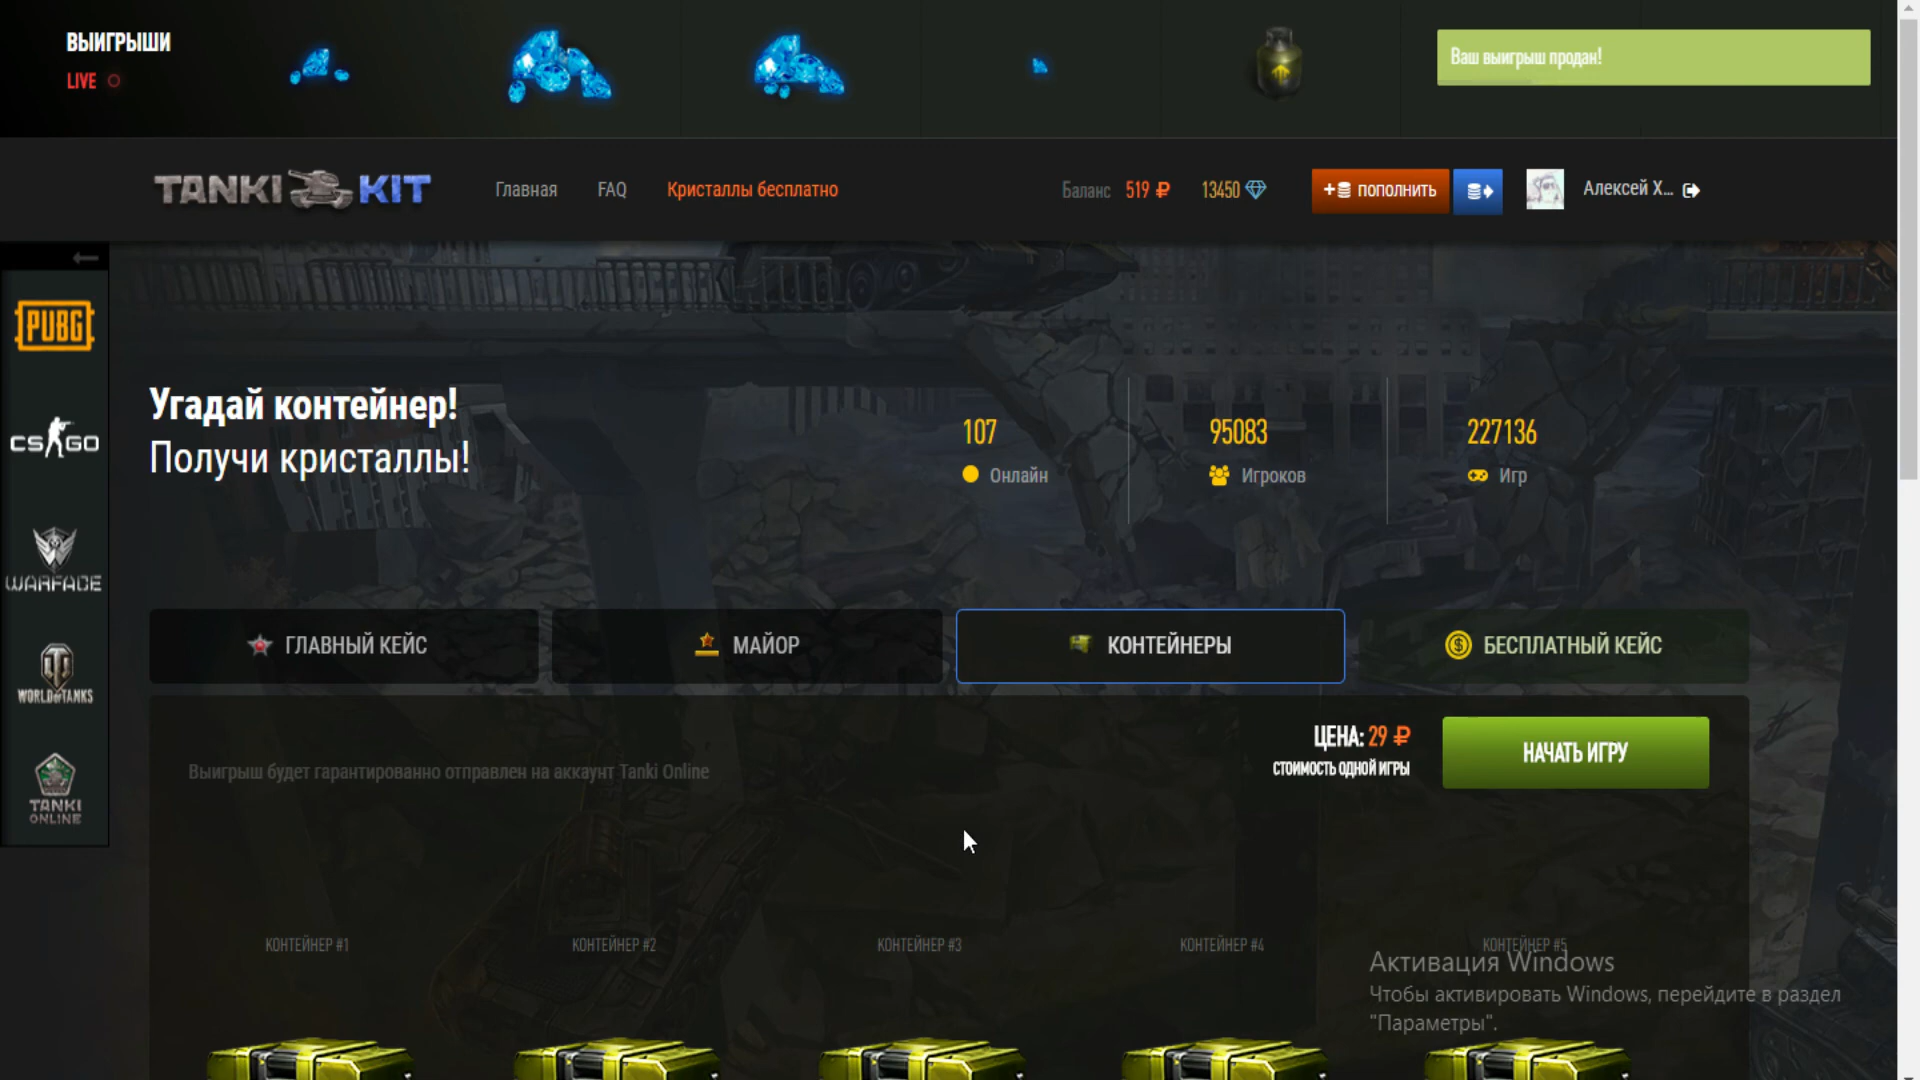 ВЫИГРЫШИ
LIVE
Ваш выигрыш продан!
TANKI KIT
Главная
FAQ
Кристаллы бесплатно
Баланс 519 ₽
13450
+ ПОПОЛНИТЬ
Алексей Х...
PUBG
CS GO
WARFACE
WORLD OF TANKS
TANKI
ONLINE
Угадай контейнер!
Получи кристаллы!
107
Онлайн
95083
Игроков
227136
Игр
ГЛАВНЫЙ КЕЙС
МАЙОР
КОНТЕЙНЕРЫ
БЕСПЛАТНЫЙ КЕЙС
Выигрыш будет гарантированно отправлен на аккаунт Tanki Online
ЦЕНА: 29 ₽
СТОИМОСТЬ ОДНОЙ ИГРЫ
НАЧАТЬ ИГРУ
КОНТЕЙНЕР #1
КОНТЕЙНЕР #2
КОНТЕЙНЕР #3
КОНТЕЙНЕР #4
КОНТЕЙНЕР #5
Активация Windows
Чтобы активировать Windows, перейдите в раздел
"Параметры".